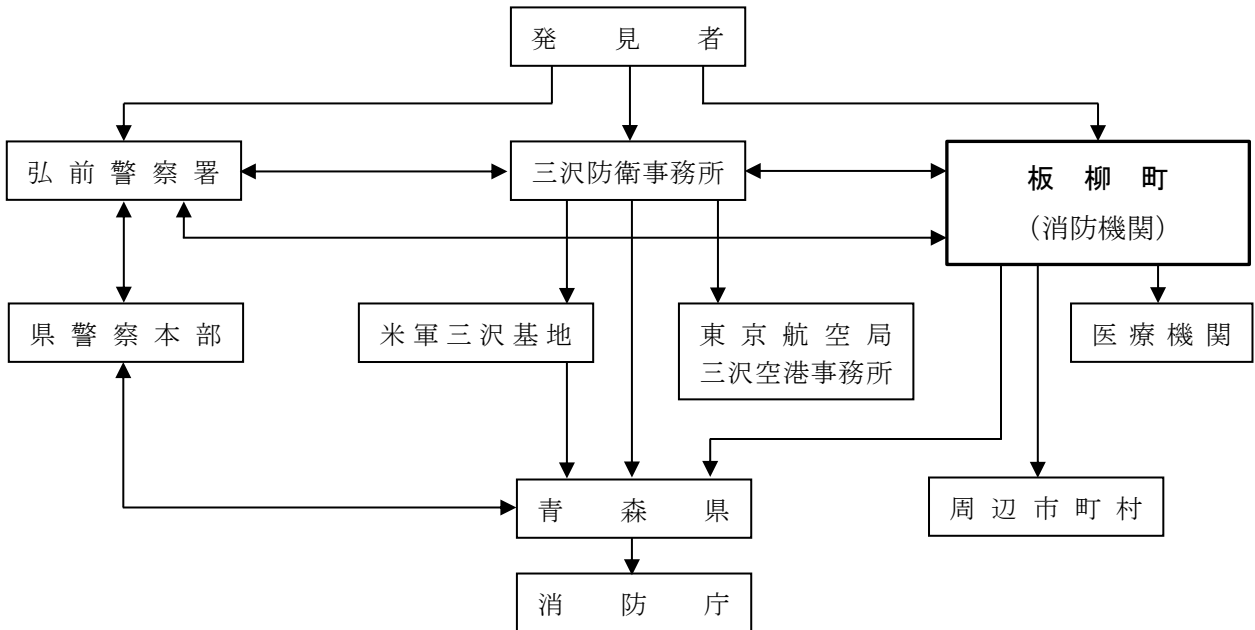 発見者
弘前警察署
三沢防衛事務所
板柳町
（消防機関）
県警察本部
米軍三沢基地
東京航空局
三沢空港事務所
医療機関
青森県
周辺市町村
消防庁